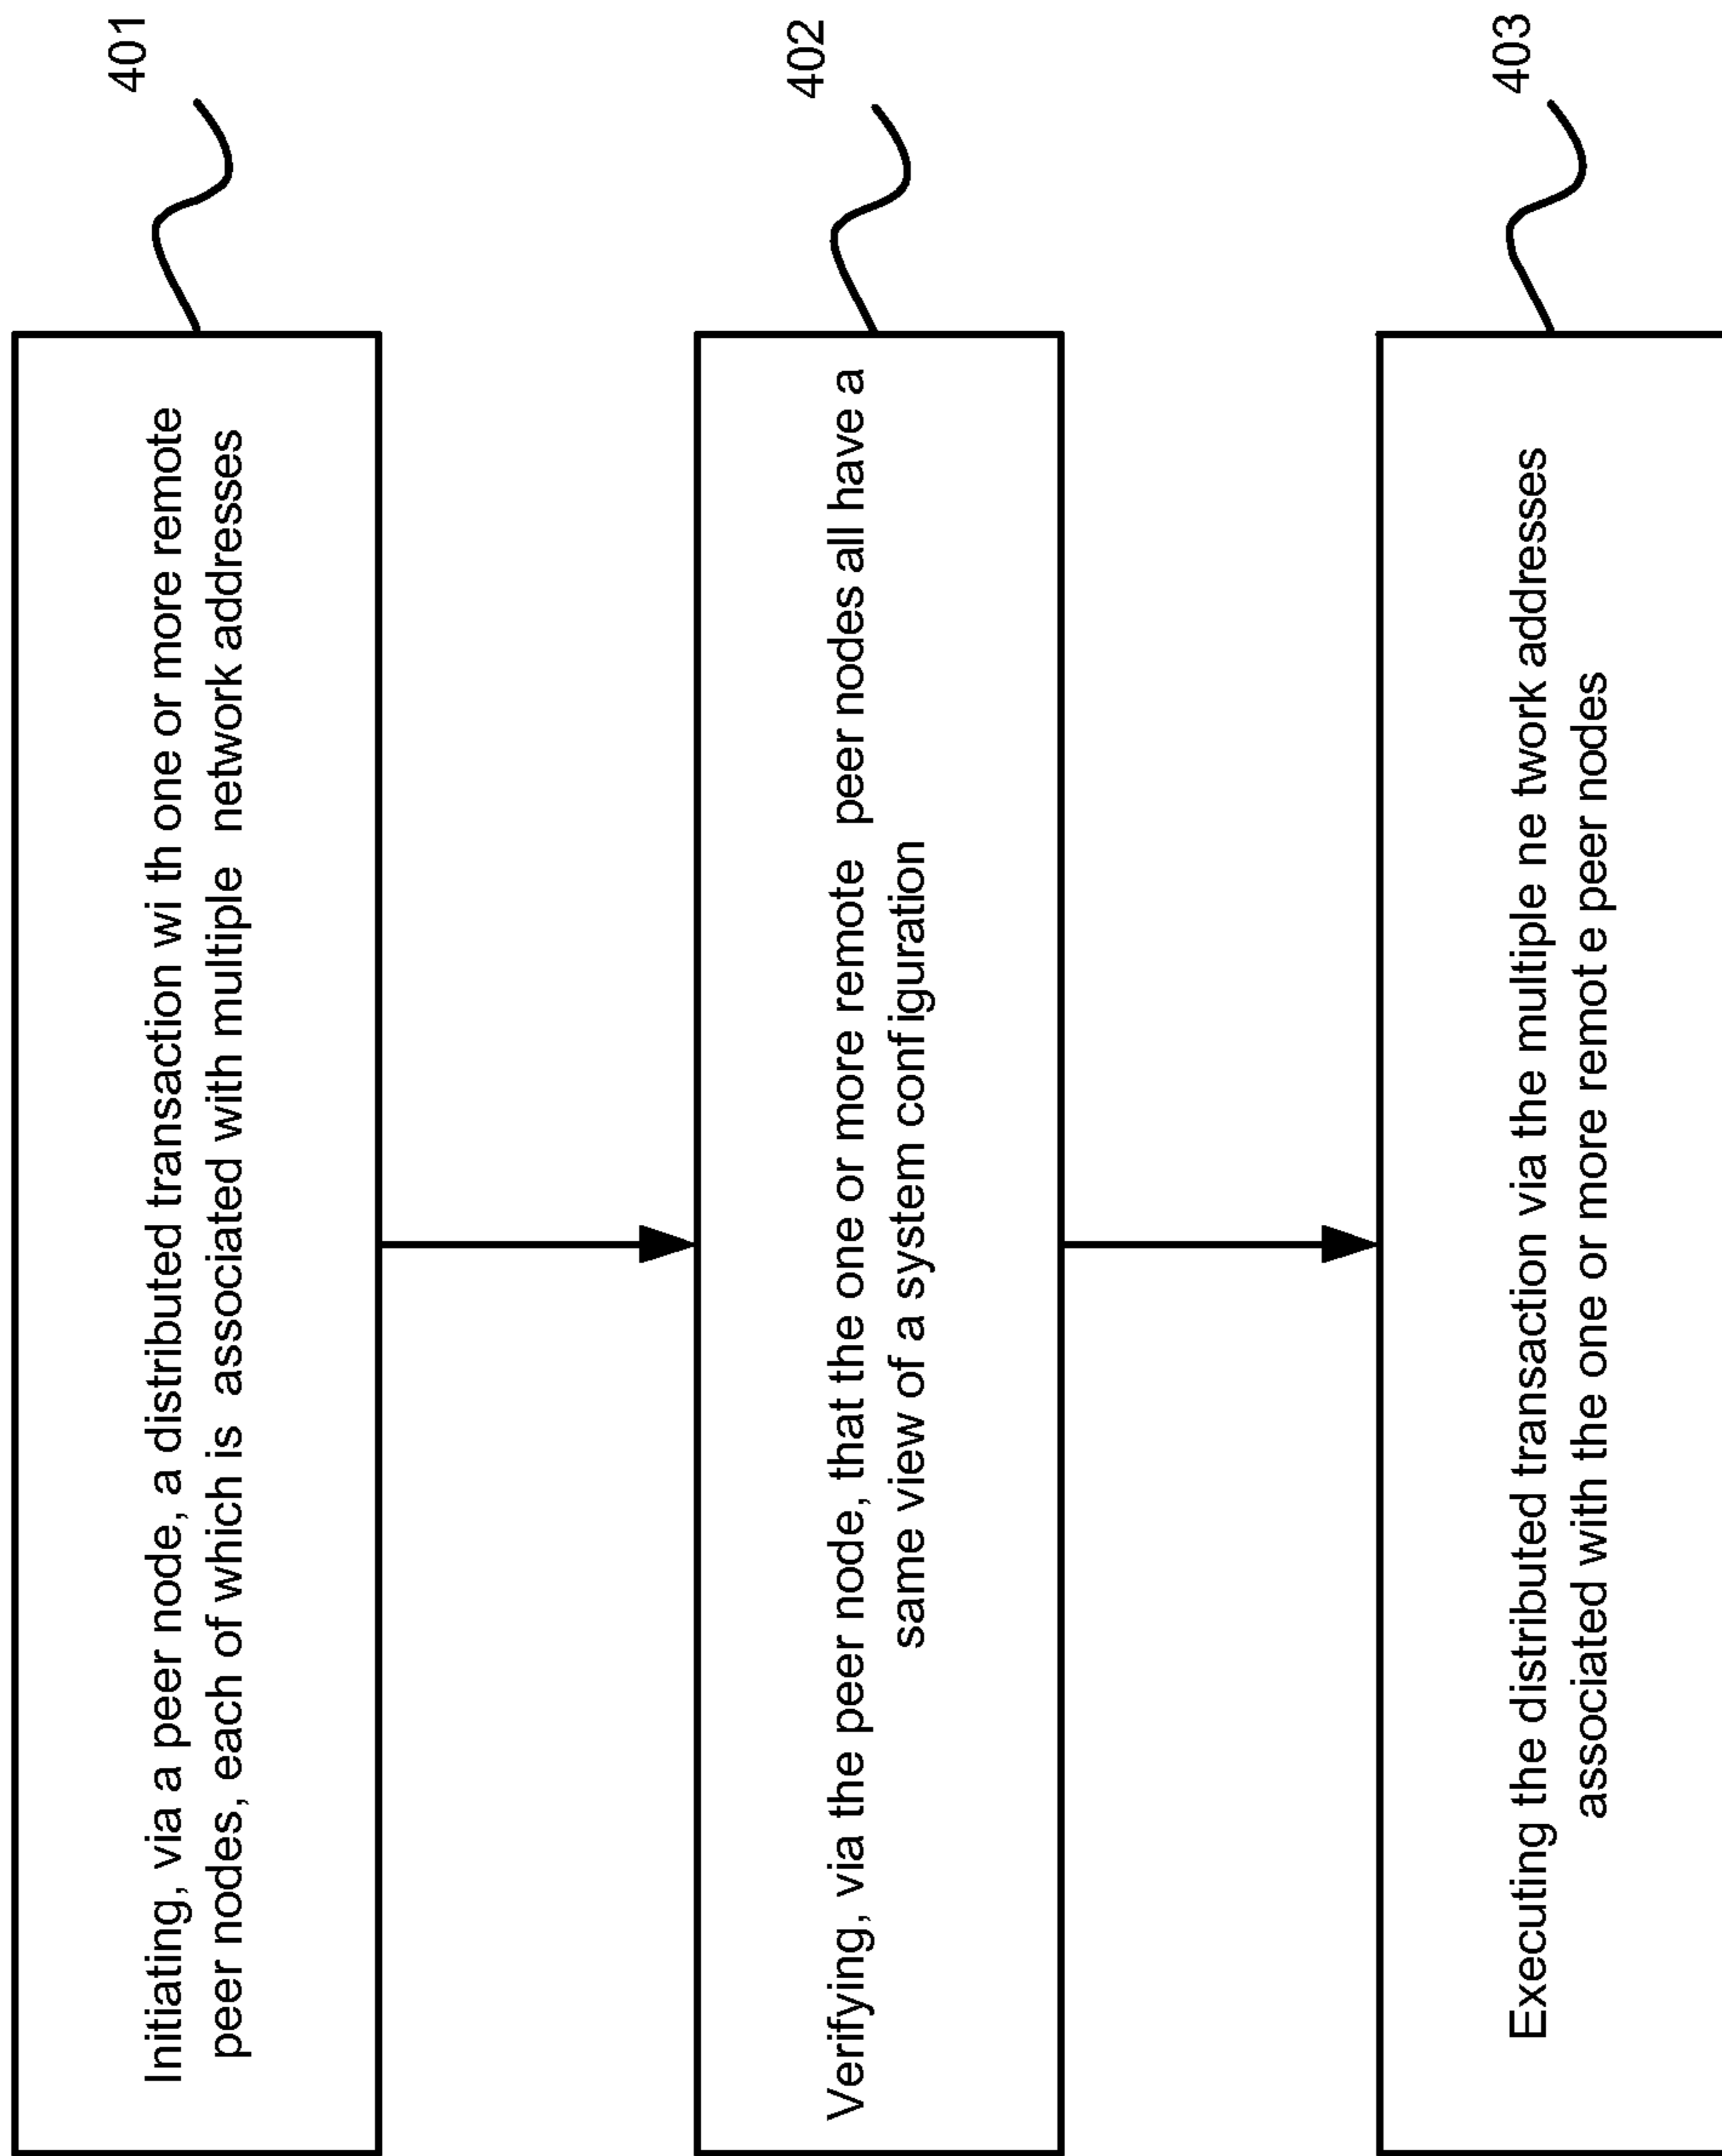 401
Initiating, via a peer node, a distributed transaction wi th one or more remote
peer nodes, each of which is associated with multiple network addresses
402
Verifying, via the peer node, that the one or more remote peer nodes all have a
same view of a system conf iguration
403
Executing the distributed transaction via the multiple ne twork addresses
associated with the one or more remot e peer nodes